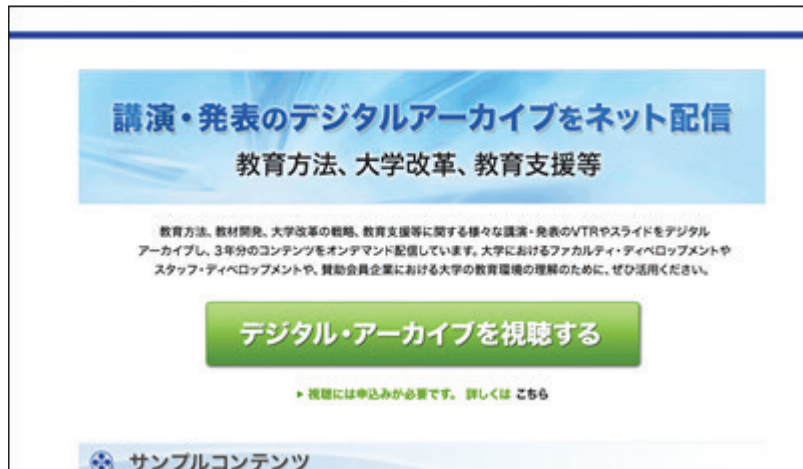 講演・発表のデジタルアーカイブをネット配信
教育方法、大学改革、教育支援等
教育方法、教材開発、大学改革の戦略、教育支援等に関する様々な講演・発表のVTRやスライドをデジタル
アーカイブし、3年分のコンテンツをオンデマンド配信しています。大学におけるファカルティ・ディベロップメントや
スタッフ・ディベロップメントや、賛助会員企業における大学の教育環境の理解のために、ぜひ活用ください。
デジタル・アーカイブを視聴する
視聴には申込みが必要です。 詳しくは こちら
サンプルコンテンツ